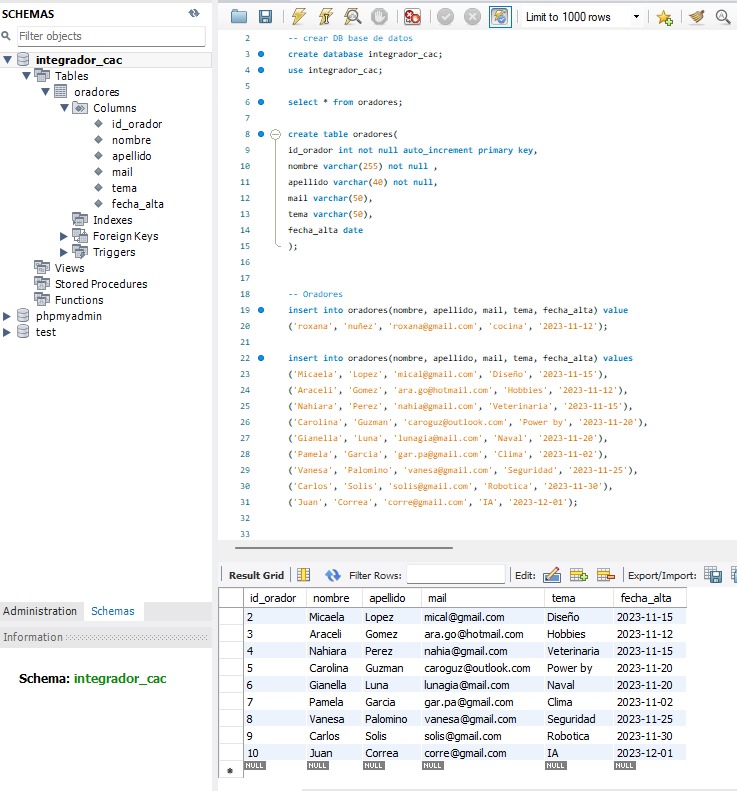 SCHEMAS
Filter objects
integrador_cac
Tables
oradores
Columns
id_orador
nombre
apellido
mail
tema
fecha_alta
Indexes
Foreign Keys
Triggers
Views
Stored Procedures
Functions
phpmyadmin
test
Administration Schemas
Information
Schema: integrador_cac
Limit to 1000 rows
2 -- crear DB base de datos
3 create database integrador_cac;
4 use integrador_cac;
5
6 select * from oradores;
7
8 create table oradores(
9 id_orador int not null auto_increment primary key,
10 nombre varchar(255) not null ,
11 apellido varchar(40) not null,
12 mail varchar(50),
13 tema varchar(50),
14 fecha_alta date
15 );
16
17
18 -- Oradores
19 insert into oradores(nombre, apellido, mail, tema, fecha_alta) value
20 ('roxana', 'nuñez', 'roxana@gmail.com', 'cocina', '2023-11-12');
21
22 insert into oradores(nombre, apellido, mail, tema, fecha_alta) values
23 ('Micaela', 'Lopez', 'mical@gmail.com', 'Diseño', '2023-11-15'),
24 ('Araceli', 'Gomez', 'ara.go@hotmail.com', 'Hobbies', '2023-11-12'),
25 ('Nahiara', 'Perez', 'nahia@gmail.com', 'Veterinaria', '2023-11-15'),
26 ('Carolina', 'Guzman', 'caroguz@outlook.com', 'Power by', '2023-11-20'),
27 ('Gianella', 'Luna', 'lunagia@mail.com', 'Naval', '2023-11-20'),
28 ('Pamela', 'Garcia', 'gar.pa@gmail.com', 'Clima', '2023-11-02'),
29 ('Vanesa', 'Palomino', 'vanesa@gmail.com', 'Seguridad', '2023-11-25'),
30 ('Carlos', 'Solis', 'solis@gmail.com', 'Robotica', '2023-11-30'),
31 ('Juan', 'Correa', 'corre@gmail.com', 'IA', '2023-12-01');
32
33
Result Grid Filter Rows: Edit: Export/Import:
id_orador nombre apellido mail tema fecha_alta
2 Micaela Lopez mical@gmail.com Diseño 2023-11-15
3 Araceli Gomez ara.go@hotmail.com Hobbies 2023-11-12
4 Nahiara Perez nahia@gmail.com Veterinaria 2023-11-15
5 Carolina Guzman caroguz@outlook.com Power by 2023-11-20
6 Gianella Luna lunagia@mail.com Naval 2023-11-20
7 Pamela Garcia gar.pa@gmail.com Clima 2023-11-02
8 Vanesa Palomino vanesa@gmail.com Seguridad 2023-11-25
9 Carlos Solis solis@gmail.com Robotica 2023-11-30
10 Juan Correa corre@gmail.com IA 2023-12-01
NULL NULL NULL NULL NULL NULL